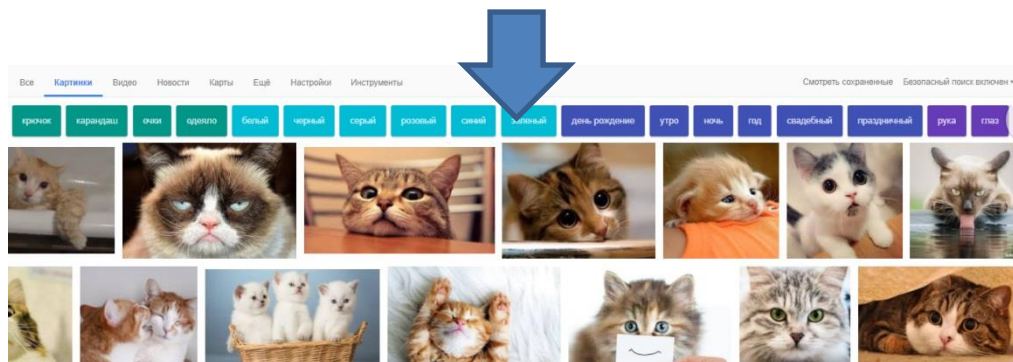 Все Картинки Видео Новости Карты Ещё Настройки Инструменты Смотреть сохраненные Безопасный поиск включен
крючок карандаш очки одеяло белый черный серый розовый синий зеленый день рождение утро ночь год свадебный праздничный рука глаз